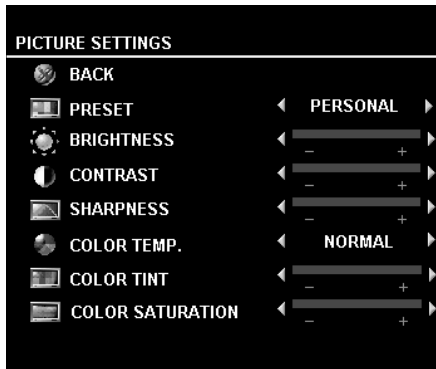 PICTURE SETTINGS
BACK
PRESET PERSONAL
BRIGHTNESS
- +
CONTRAST
- +
SHARPNESS
- +
COLOR TEMP. NORMAL
COLOR TINT
- +
COLOR SATURATION
- +